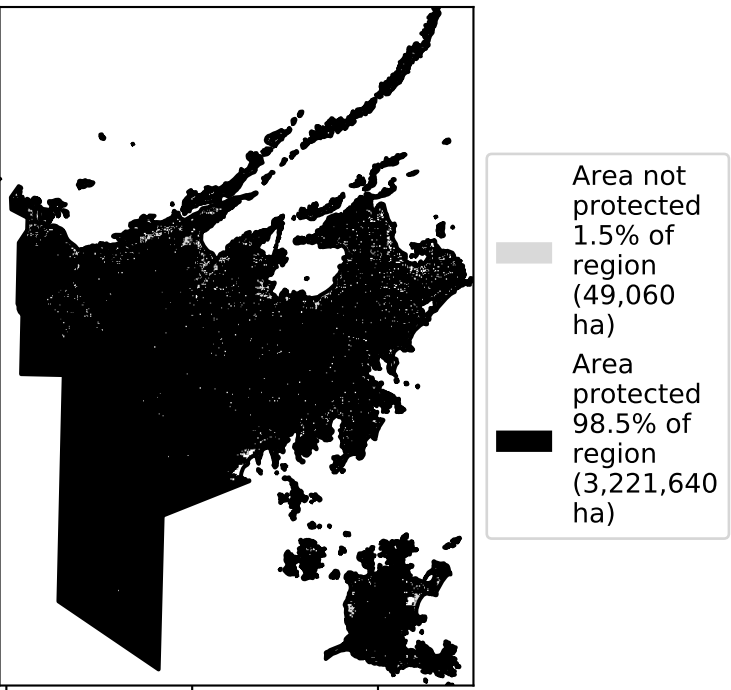 Area not
protected
1.5% of
region
(49,060
ha)
Area
protected
98.5% of
region
(3,221,640
ha)